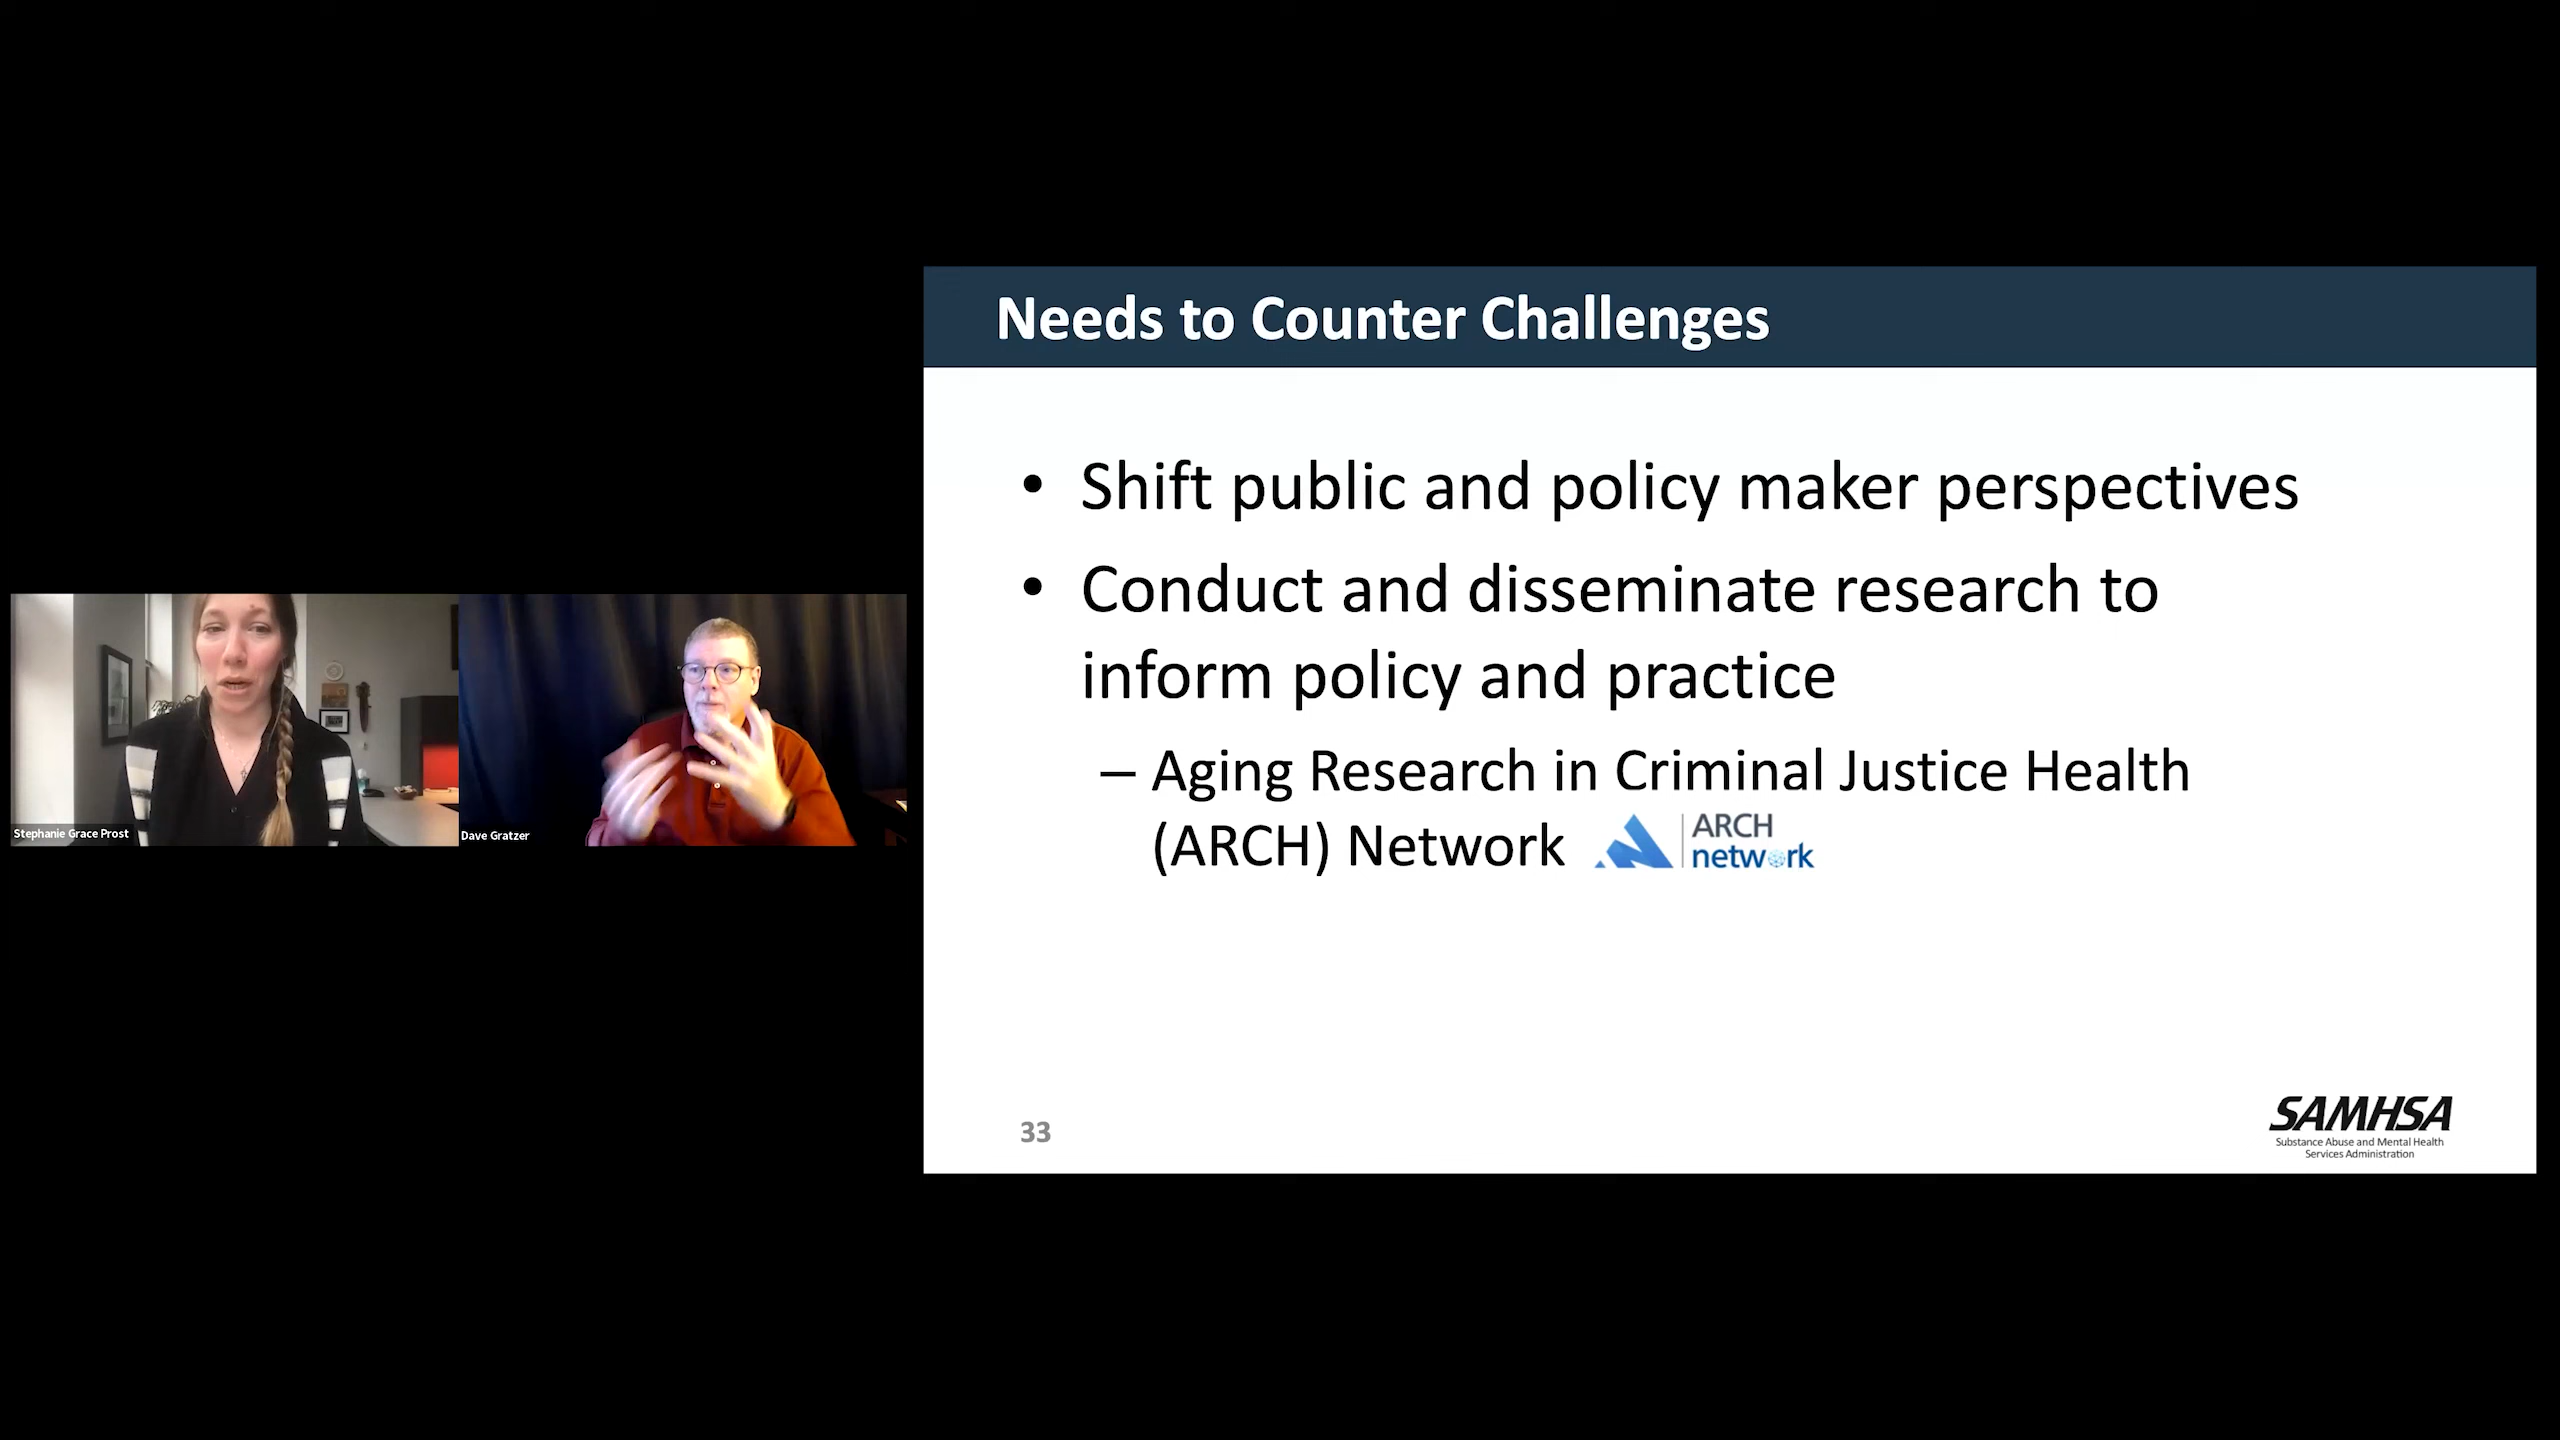 Needs to Counter Challenges
• Shift public and policy maker perspectives
• Conduct and disseminate research to
inform policy and practice
– Aging Research in Criminal Justice Health
(ARCH) Network
ARCH
network
Stephanie Grace Prost
Dave Gratzer
33
SAMHSA
Substance Abuse and Mental Health
Services Administration